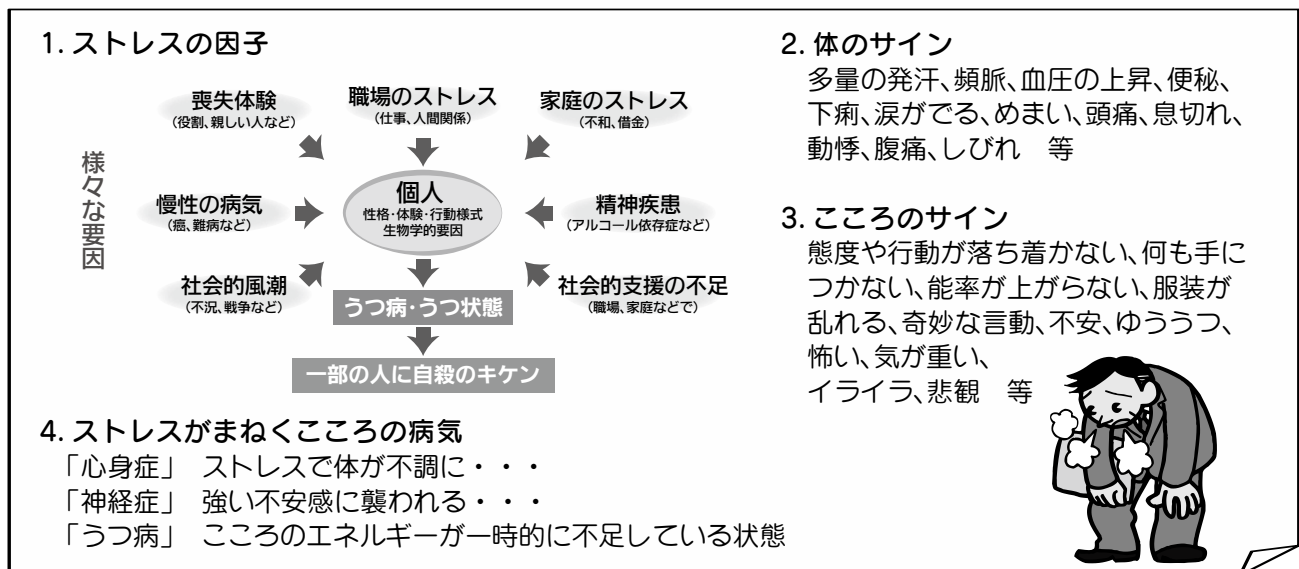 1. ストレスの因子
様々な要因
喪失体験
(役割、親しい人など)
職場のストレス
(仕事、人間関係)
家庭のストレス
(不和、借金)
慢性の病気
(癌、難病など)
個人
性格・体験・行動様式
生物学的要因
精神疾患
(アルコール依存症など)
社会的風潮
(不況、戦争など)
うつ病・うつ状態
社会的支援の不足
(職場、家庭などで)
一部の人に自殺のキケン
2. 体のサイン
多量の発汗、頻脈、血圧の上昇、便秘、
下痢、涙がでる、めまい、頭痛、息切れ、
動悸、腹痛、しびれ　等
3. こころのサイン
態度や行動が落ち着かない、何も手に
つかない、能率が上がらない、服装が
乱れる、奇妙な言動、不安、ゆううつ、
怖い、気が重い、
イライラ、悲観　等
4. ストレスがまねくこころの病気
「心身症」 ストレスで体が不調に・・・
「神経症」 強い不安感に襲われる・・・
「うつ病」 こころのエネルギーが一時的に不足している状態